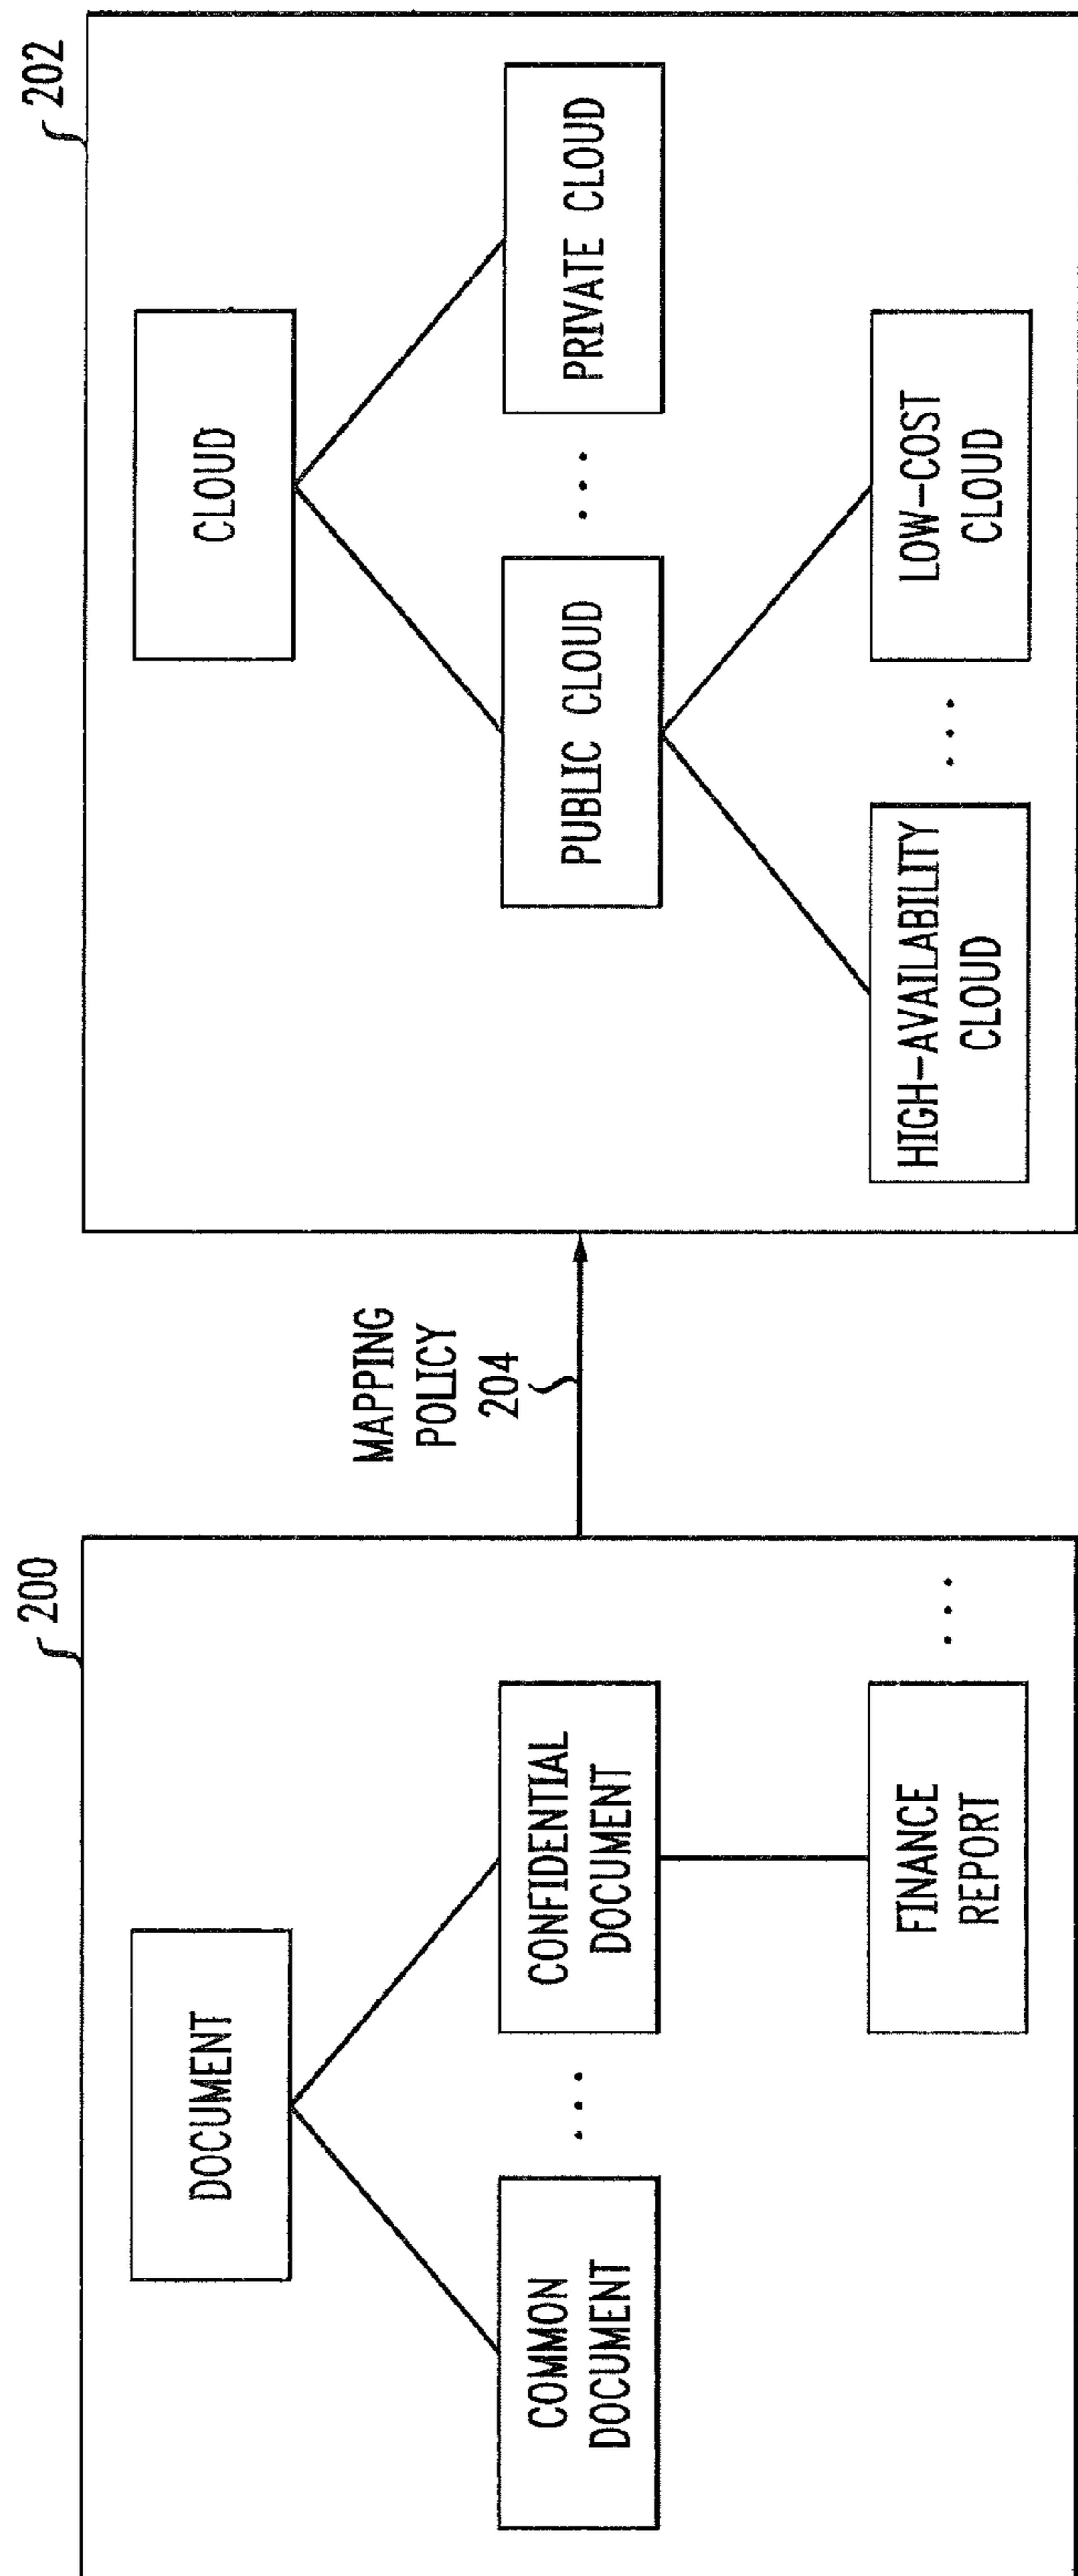 200
DOCUMENT
COMMON
DOCUMENT
...
CONFIDENTIAL
DOCUMENT
FINANCE
REPORT
...
MAPPING
POLICY
204
202
CLOUD
PUBLIC CLOUD
...
PRIVATE CLOUD
HIGH-AVAILABILITY
CLOUD
...
LOW-COST
CLOUD